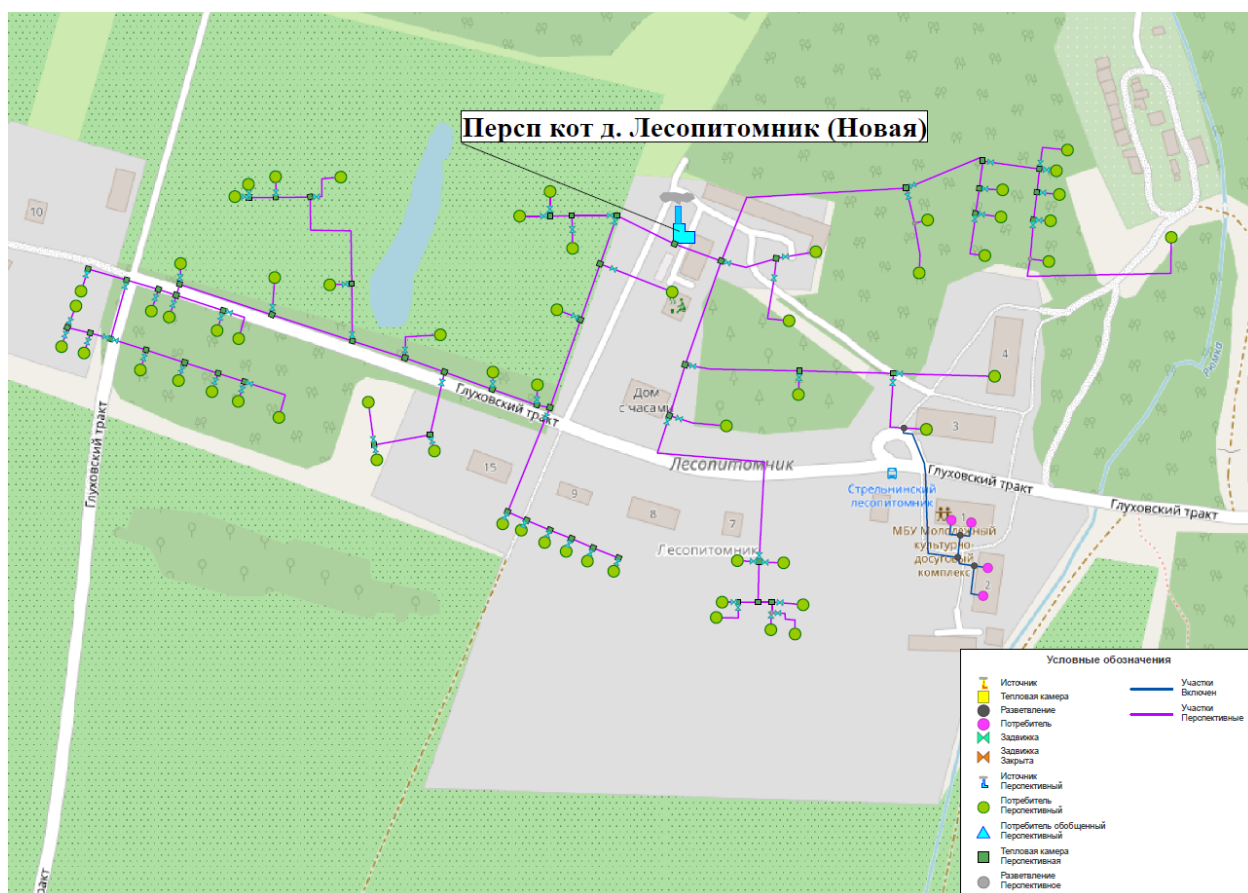 Персп кот д. Лесопитомник (Новая)
10
4
Дом
с часами
3
Рюмка
Глуховский тракт
Лесопитомник
Глуховский тракт
Глуховский тракт
Глуховский тракт
15
9
8
7
Стрельнинский
лесопитомник
1
МБУ Молодёжный
культурно-
досуговый
комплекс
2
Лесопитомник
тракт
Условные обозначения
Источник
Тепловая камера
Разветвление
Потребитель
Задвижка
Задвижка
Закрыта
Источник
Перспективный
Потребитель
Перспективный
Потребитель обобщенный
Перспективный
Тепловая камера
Перспективная
Разветвление
Перспективное
Участки
Включен
Участки
Перспективные